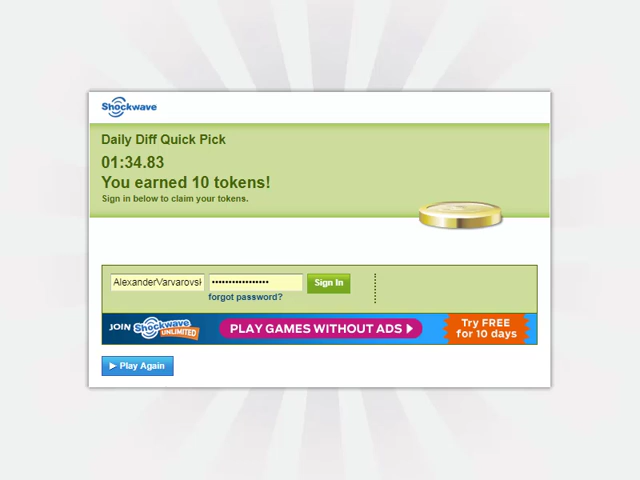 Shockwave
Daily Diff Quick Pick
01:34.83
You earned 10 tokens!
Sign in below to claim your tokens.
AlexanderVarvarovsk ••••••••••••••••• Sign In
forgot password?
JOIN Shockwave UNLIMITED PLAY GAMES WITHOUT ADS Try FREE for 10 days
Play Again